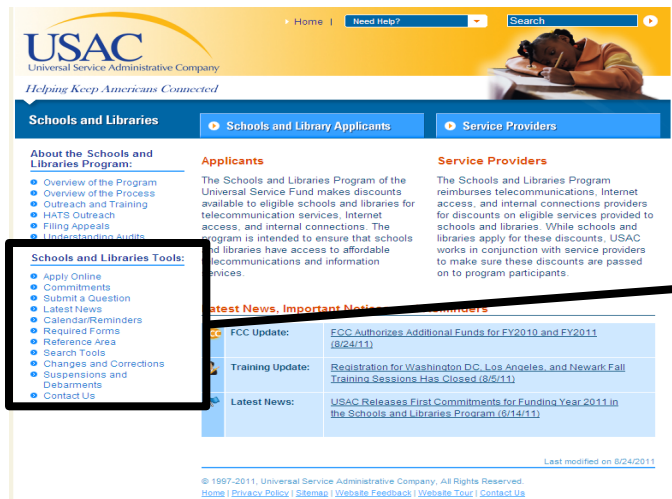 Home | Need Help? Search
USAC
Universal Service Administrative Company
Helping Keep Americans Connected
Schools and Libraries
Schools and Library Applicants
Service Providers
About the Schools and
Libraries Program:
Overview of the Program
Overview of the Process
Outreach and Training
HATS Outreach
Filing Appeals
Understanding Audits
Schools and Libraries Tools:
Apply Online
Commitments
Submit a Question
Latest News
Calendar/Reminders
Required Forms
Reference Area
Search Tools
Changes and Corrections
Suspensions and
Debarments
Contact Us
Applicants
The Schools and Libraries Program of the
Universal Service Fund makes discounts
available to eligible schools and libraries for
telecommunication services, Internet
access, and internal connections. The
program is intended to ensure that schools
and libraries have access to affordable
telecommunications and information
services.
Service Providers
The Schools and Libraries Program
reimburses telecommunications, Internet
access, and internal connections providers
for discounts on eligible services provided to
schools and libraries. While schools and
libraries apply for these discounts, USAC
works in conjunction with service providers
to make sure these discounts are passed
on to program participants.
Latest News, Important Notices
FCC Update: FCC Authorizes Additional Funds for FY2010 and FY2011
(8/24/11)
Training Update: Registration for Washington DC, Los Angeles, and Newark Fall
Training Sessions Has Closed (8/5/11)
Latest News: USAC Releases First Commitments for Funding Year 2011 in
the Schools and Libraries Program (6/14/11)
Last modified on 8/24/2011
© 1997-2011, Universal Service Administrative Company, All Rights Reserved.
Home | Privacy Policy | Sitemap | Website Feedback | Website Tour | Contact Us